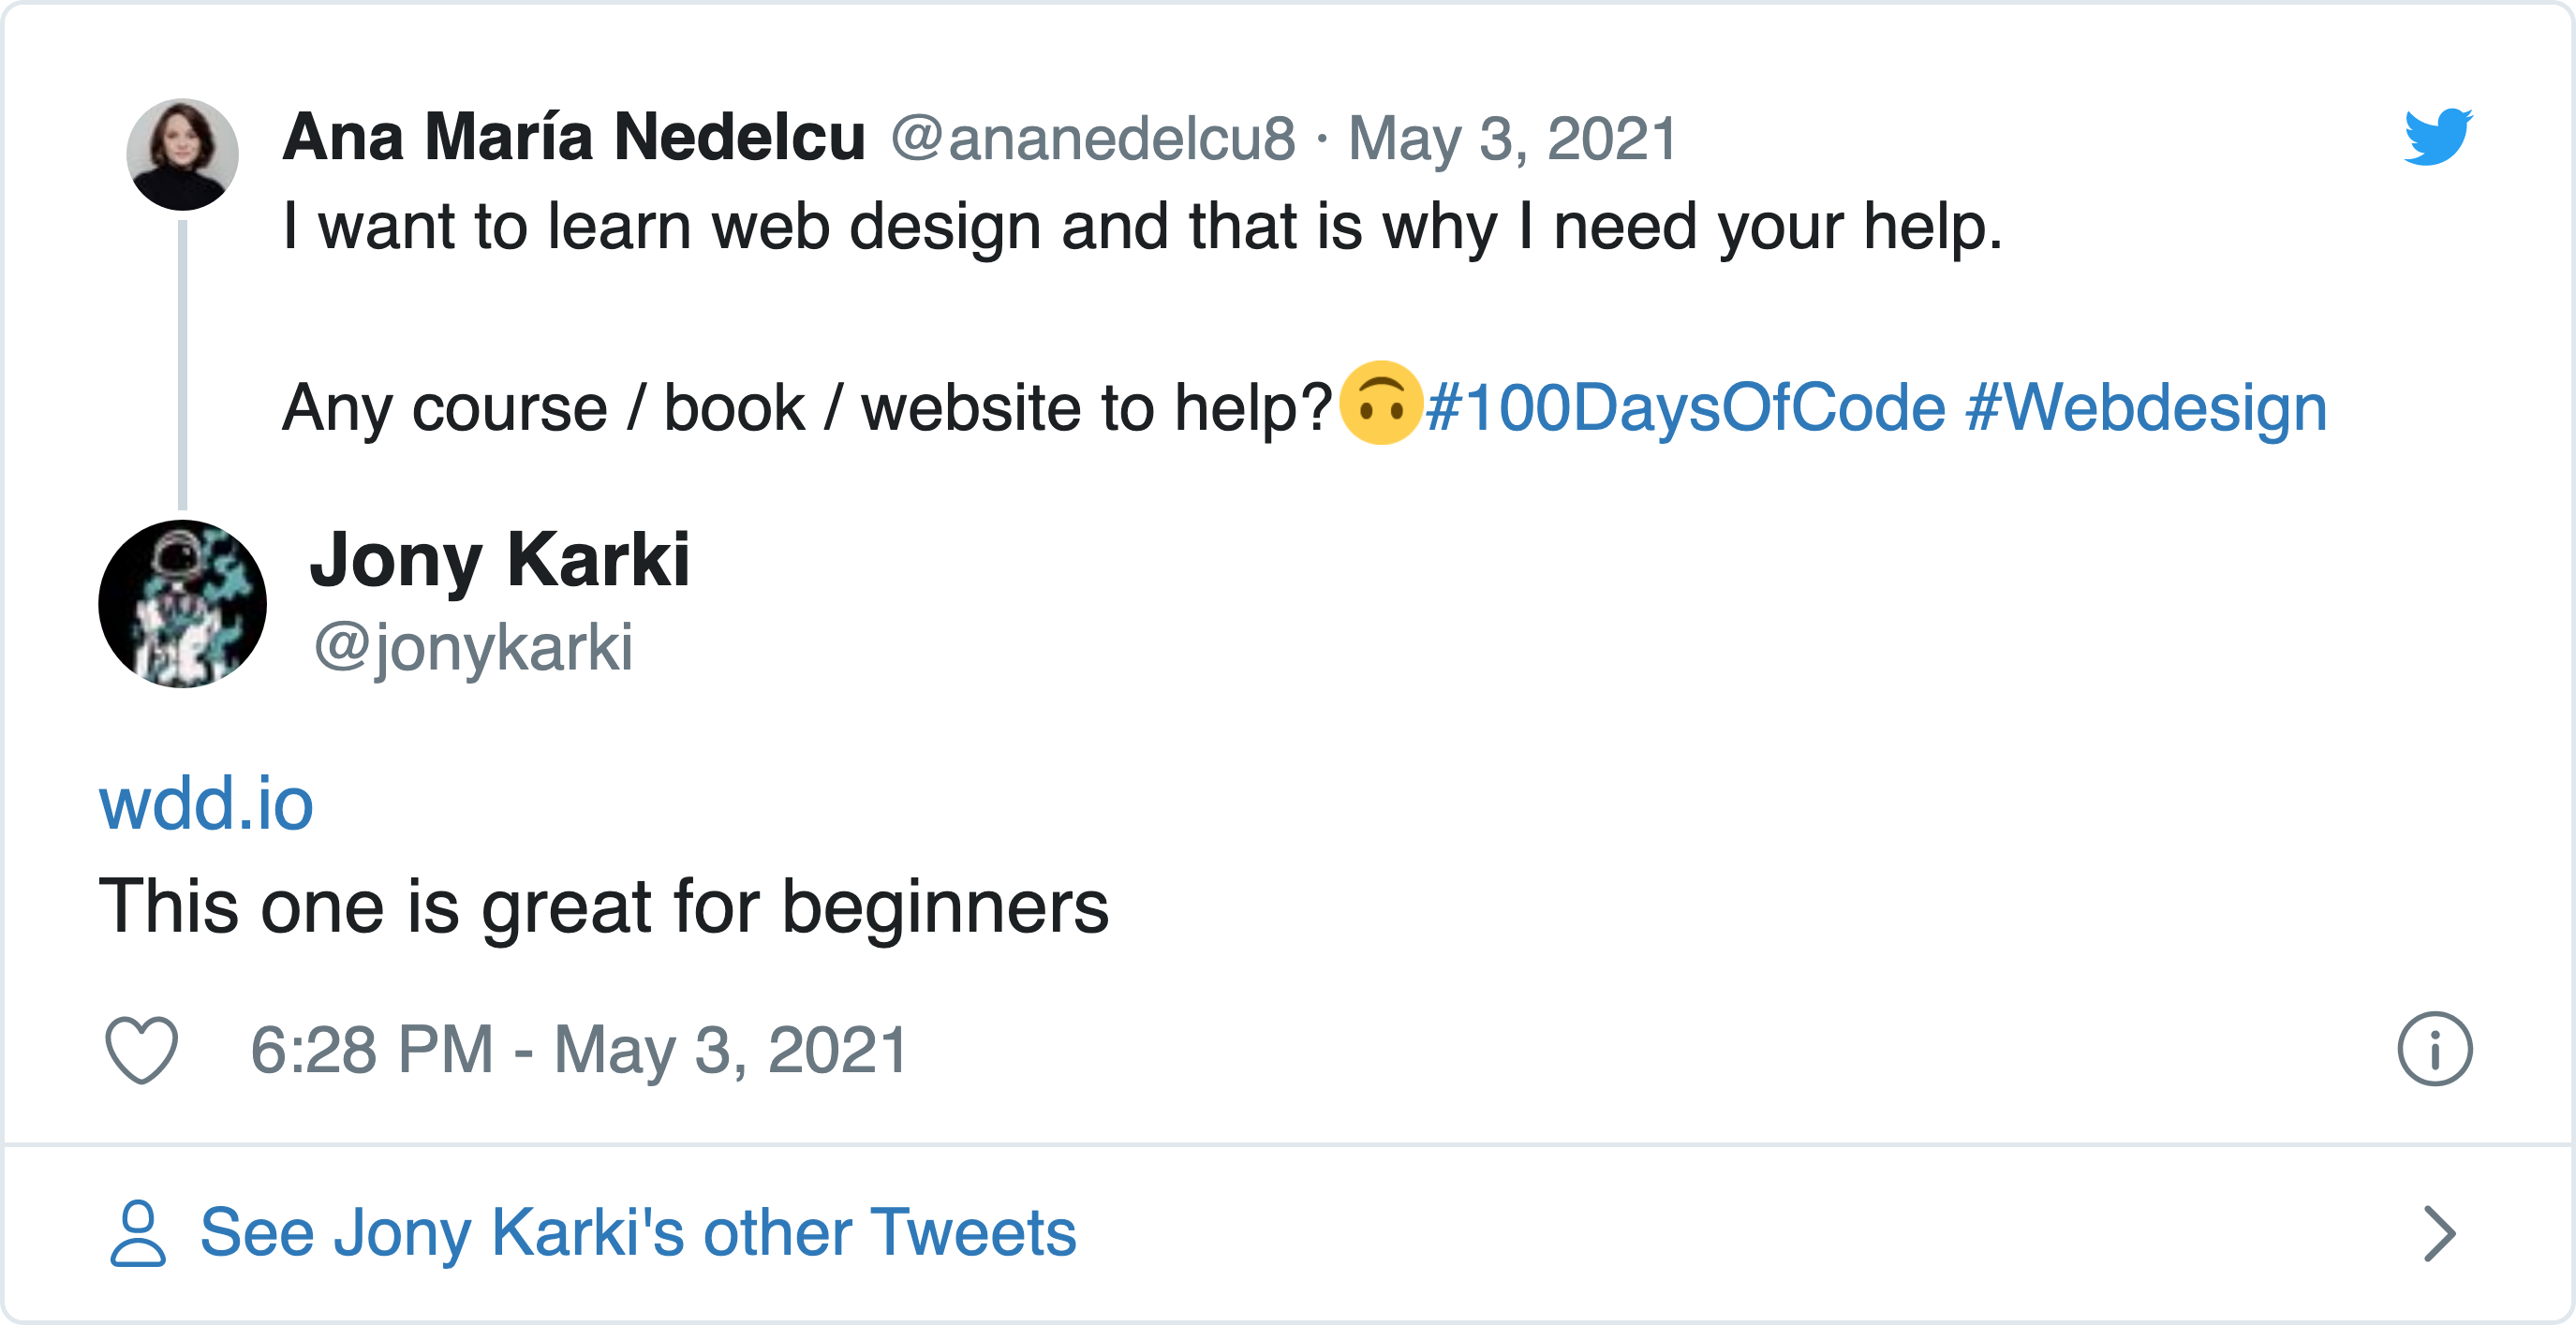 Ana María Nedelcu @ananedelcu8 · May 3, 2021
I want to learn web design and that is why I need your help.
Any course / book / website to help?🙃#100DaysOfCode #Webdesign
Jony Karki
@jonykarki
wdd.io
This one is great for beginners
6:28 PM - May 3, 2021
See Jony Karki's other Tweets